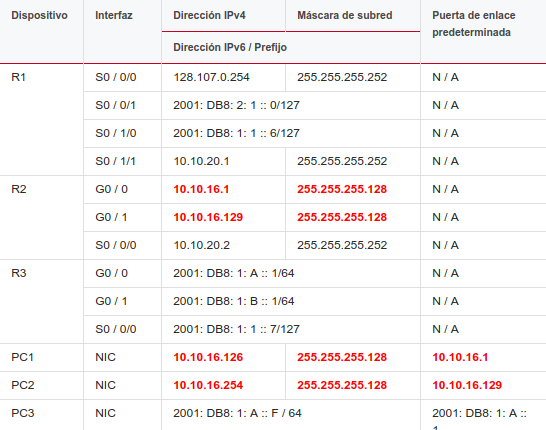 Dispositivo Interfaz Dirección IPv4 Máscara de subred Puerta de enlace
predeterminada
Dirección IPv6 / Prefijo
R1 S0 / 0/0 128.107.0.254 255.255.255.252 N / A
S0 / 0/1 2001: DB8: 2: 1 :: 0/127 N / A
S0 / 1/0 2001: DB8: 1: 1 :: 6/127 N / A
S0 / 1/1 10.10.20.1 255.255.255.252 N / A
R2 G0 / 0 10.10.16.1 255.255.255.128 N / A
G0 / 1 10.10.16.129 255.255.255.128 N / A
S0 / 0/0 10.10.20.2 255.255.255.252 N / A
R3 G0 / 0 2001: DB8: 1: A :: 1/64 N / A
G0 / 1 2001: DB8: 1: B :: 1/64 N / A
S0 / 0/0 2001: DB8: 1: 1 :: 7/127 N / A
PC1 NIC 10.10.16.126 255.255.255.128 10.10.16.1
PC2 NIC 10.10.16.254 255.255.255.128 10.10.16.129
PC3 NIC 2001: DB8: 1: A :: F / 64 2001: DB8: 1: A ::